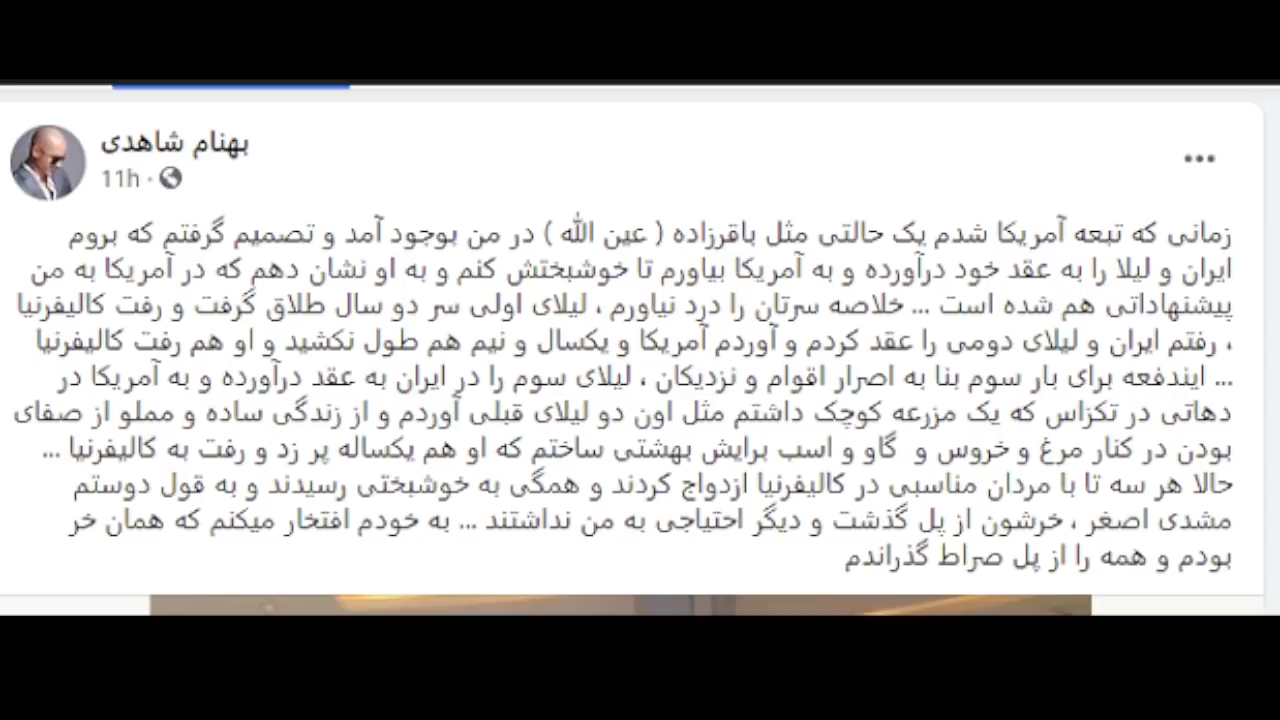 بهنام شاهدی
11h
زمانی که تبعه آمریکا شدم یک حالتی مثل باقرزاده ( عین الله ) در من بوجود آمد و تصمیم گرفتم که بروم
ایران و لیلا را به عقد خود درآورده و به آمریکا بیاورم تا خوشبختش کنم و به او نشان دهم که در آمریکا به من
پیشنهاداتی هم شده است ... خلاصه سرتان را درد نیاورم ، لیلای اولی سر دو سال طلاق گرفت و رفت کالیفرنیا
، رفتم ایران و لیلای دومی را عقد کردم و آوردم آمریکا و یکسال و نیم هم طول نکشید و او هم رفت کالیفرنیا
... ایندفعه برای بار سوم بنا به اصرار اقوام و نزدیکان ، لیلای سوم را در ایران به عقد درآورده و به آمریکا در
دهاتی در تکزاس که یک مزرعه کوچک داشتم مثل اون دو لیلای قبلی آوردم و از زندگی ساده و مملو از صفای
بودن در کنار مرغ و خروس و گاو و اسب برایش بهشتی ساختم که او هم یکساله پر زد و رفت به کالیفرنیا ...
حالا هر سه تا با مردان مناسبی در کالیفرنیا ازدواج کردند و همگی به خوشبختی رسیدند و به قول دوستم
مشدی اصغر ، خرشون از پل گذشت و دیگر احتیاجی به من نداشتند ... به خودم افتخار میکنم که همان خر
بودم و همه را از پل صراط گذراندم